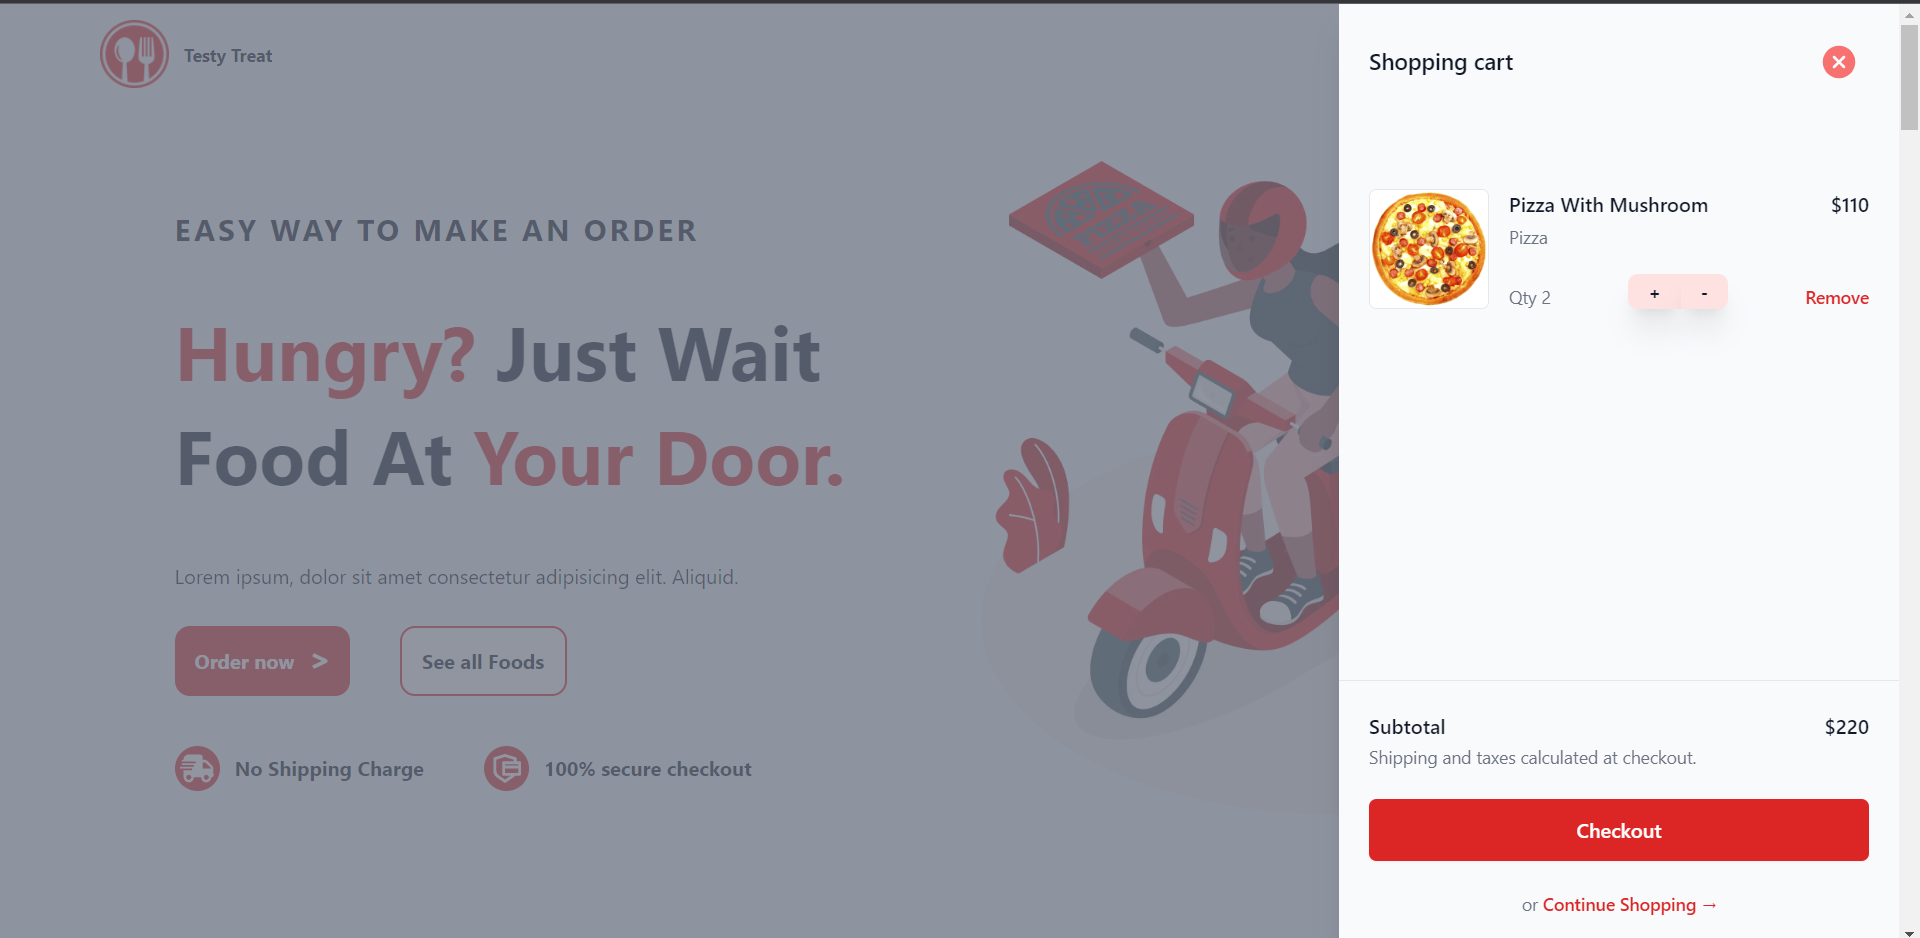 Testy Treat
EASY WAY TO MAKE AN ORDER
Hungry? Just Wait
Food At Your Door.
Lorem ipsum, dolor sit amet consectetur adipisicing elit. Aliquid.
Order now >
See all Foods
No Shipping Charge
100% secure checkout
PIZZA
Shopping cart
Pizza With Mushroom $110
Pizza
Qty 2 + - Remove
Subtotal $220
Shipping and taxes calculated at checkout.
Checkout
or Continue Shopping →